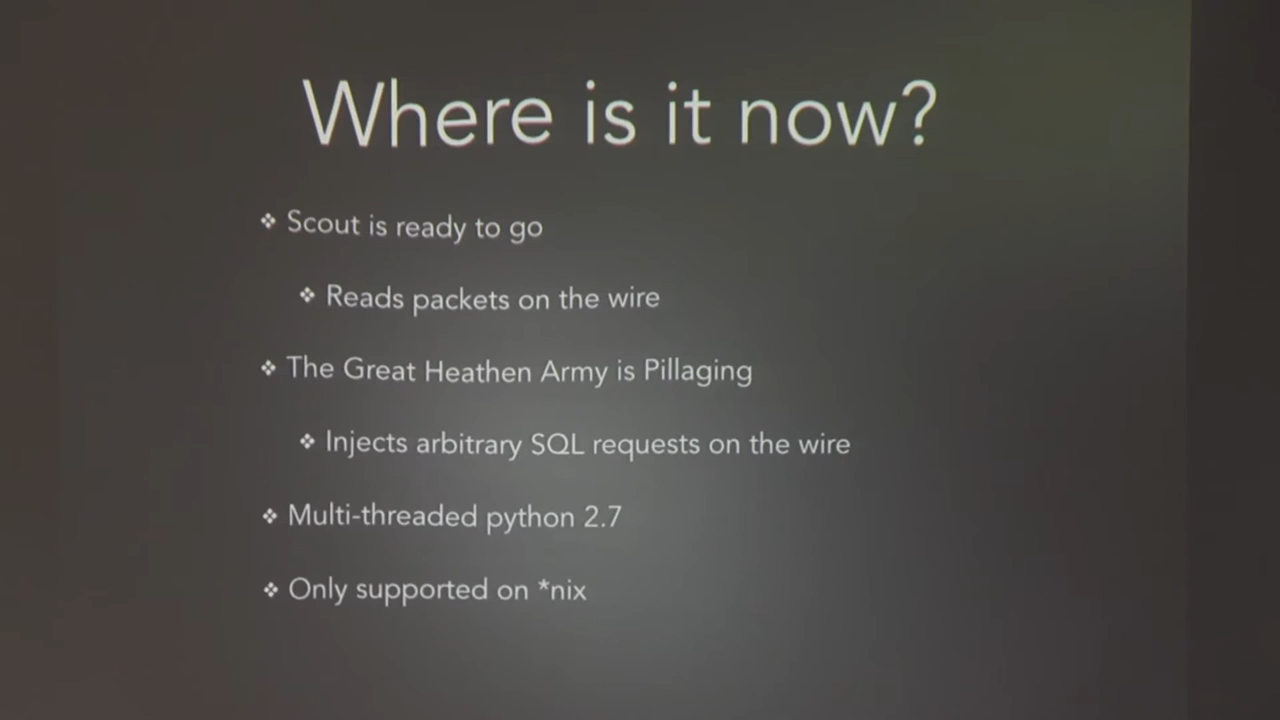 Where is it now?
❖ Scout is ready to go
❖ Reads packets on the wire
❖ The Great Heathen Army is Pillaging
❖ Injects arbitrary SQL requests on the wire
❖ Multi-threaded python 2.7
❖ Only supported on *nix